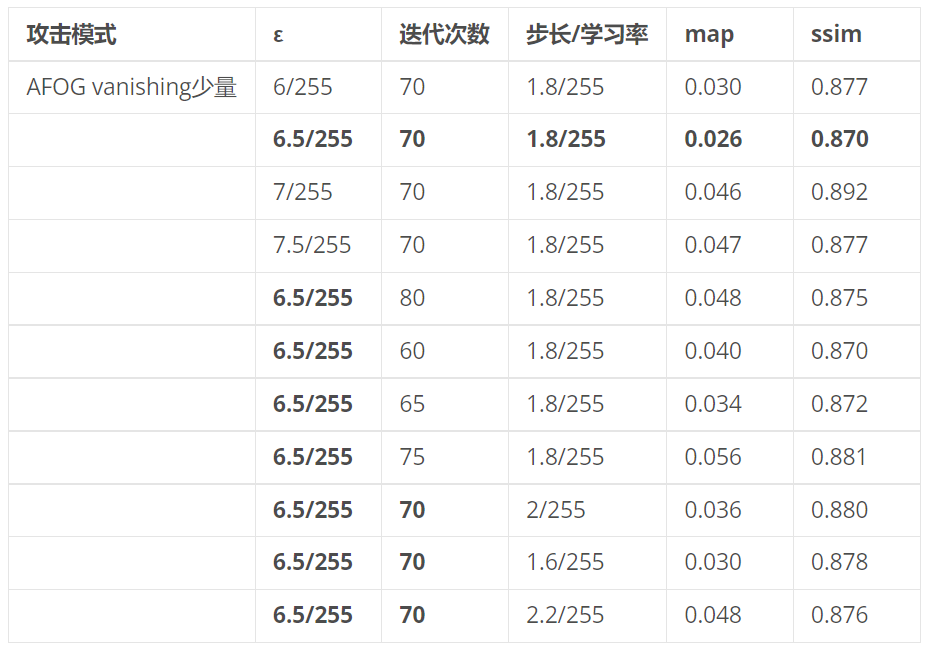 攻击模式 ε 迭代次数 步长/学习率 map ssim
AFOG vanishing少量 6/255 70 1.8/255 0.030 0.877
6.5/255 70 1.8/255 0.026 0.870
7/255 70 1.8/255 0.046 0.892
7.5/255 70 1.8/255 0.047 0.877
6.5/255 80 1.8/255 0.048 0.875
6.5/255 60 1.8/255 0.040 0.870
6.5/255 65 1.8/255 0.034 0.872
6.5/255 75 1.8/255 0.056 0.881
6.5/255 70 2/255 0.036 0.880
6.5/255 70 1.6/255 0.030 0.878
6.5/255 70 2.2/255 0.048 0.876